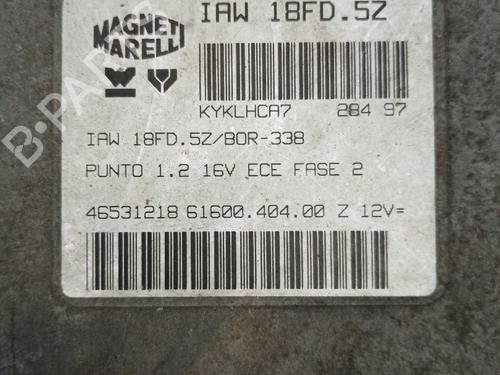 MAGNETI
MARELLI
IAW 18FD.5Z
KYKLHCA7 284 97
IAW 18FD.5Z/BOR-338
PUNTO 1.2 16V ECE FASE 2
46531218 61600.404.00 Z 12V=